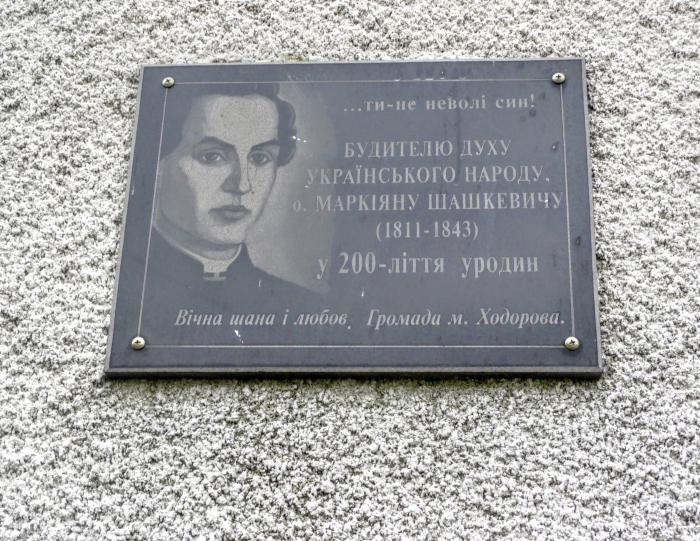 ...ти-не неволі син!
БУДИТЕЛЮ ДУХУ
УКРАЇНСЬКОГО НАРОДУ,
о. МАРКІЯНУ ШАШКЕВИЧУ
(1811-1843)
у 200-ліття уродин
Вічна шана і любов. Громада м. Ходорова.